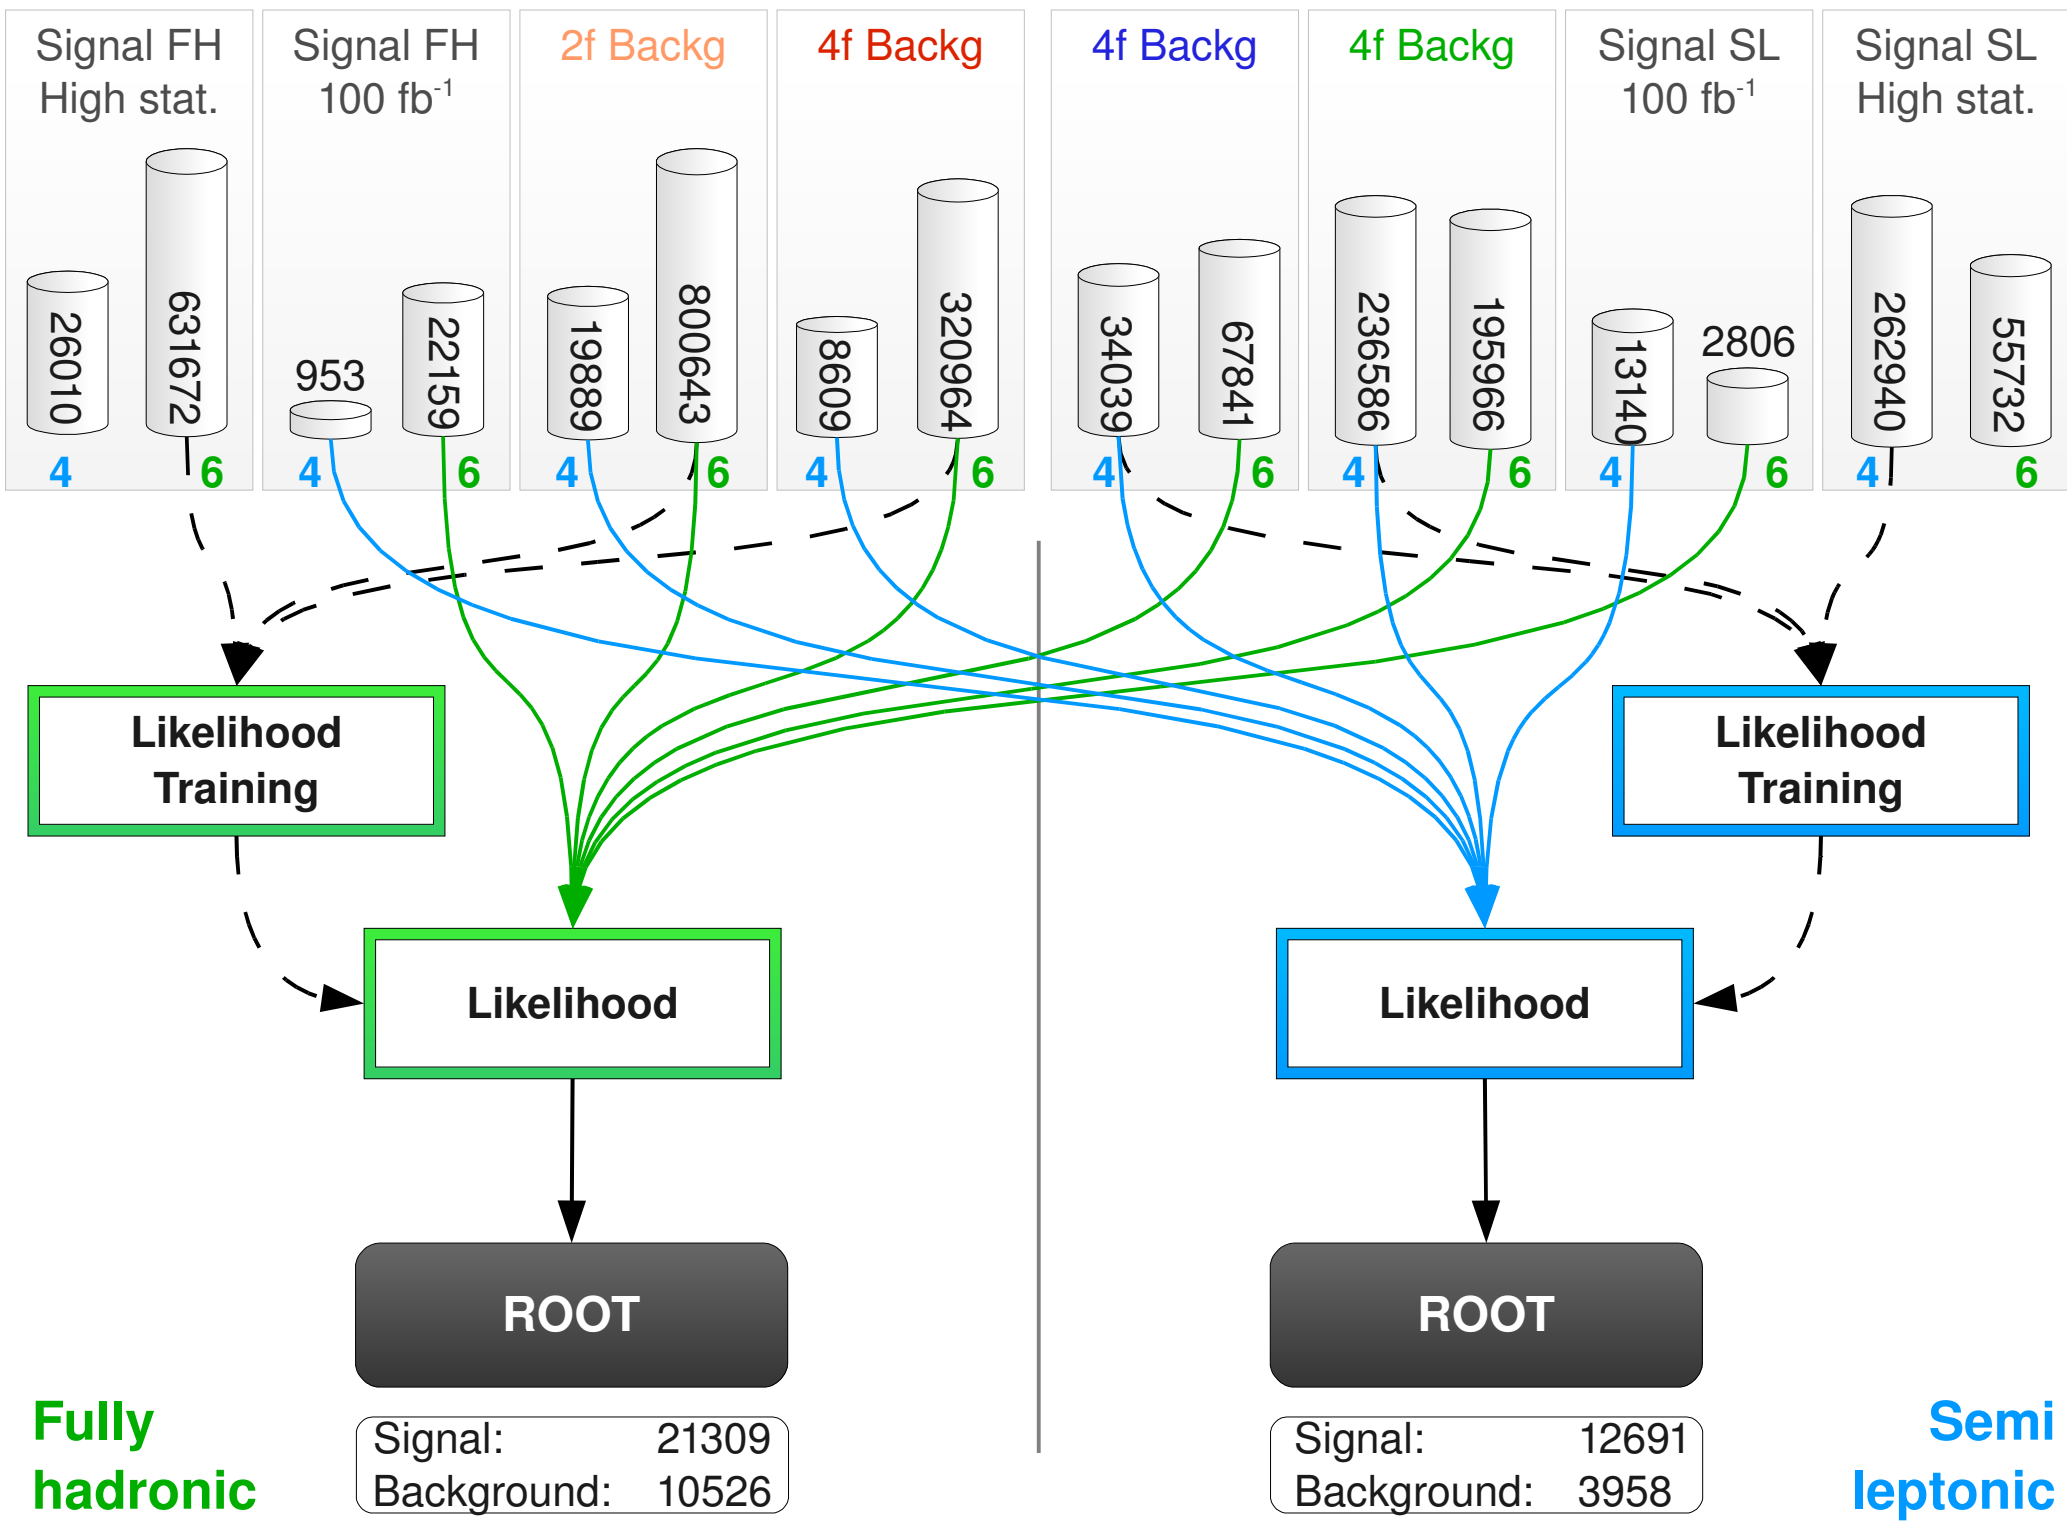 Signal FH
High stat.
Signal FH
100 fb⁻¹
2f Backg
4f Backg
4f Backg
4f Backg
Signal SL
100 fb⁻¹
Signal SL
High stat.
26010
631672
953
22159
19889
800643
8609
320964
34039
67841
236586
195966
13140
2806
262940
55732
4
6
4
6
4
6
4
6
4
6
4
6
4
6
4
6
Likelihood
Training
Likelihood
Training
Likelihood
Likelihood
ROOT
ROOT
Fully
hadronic
Signal: 21309
Background: 10526
Signal: 12691
Background: 3958
Semi
leptonic